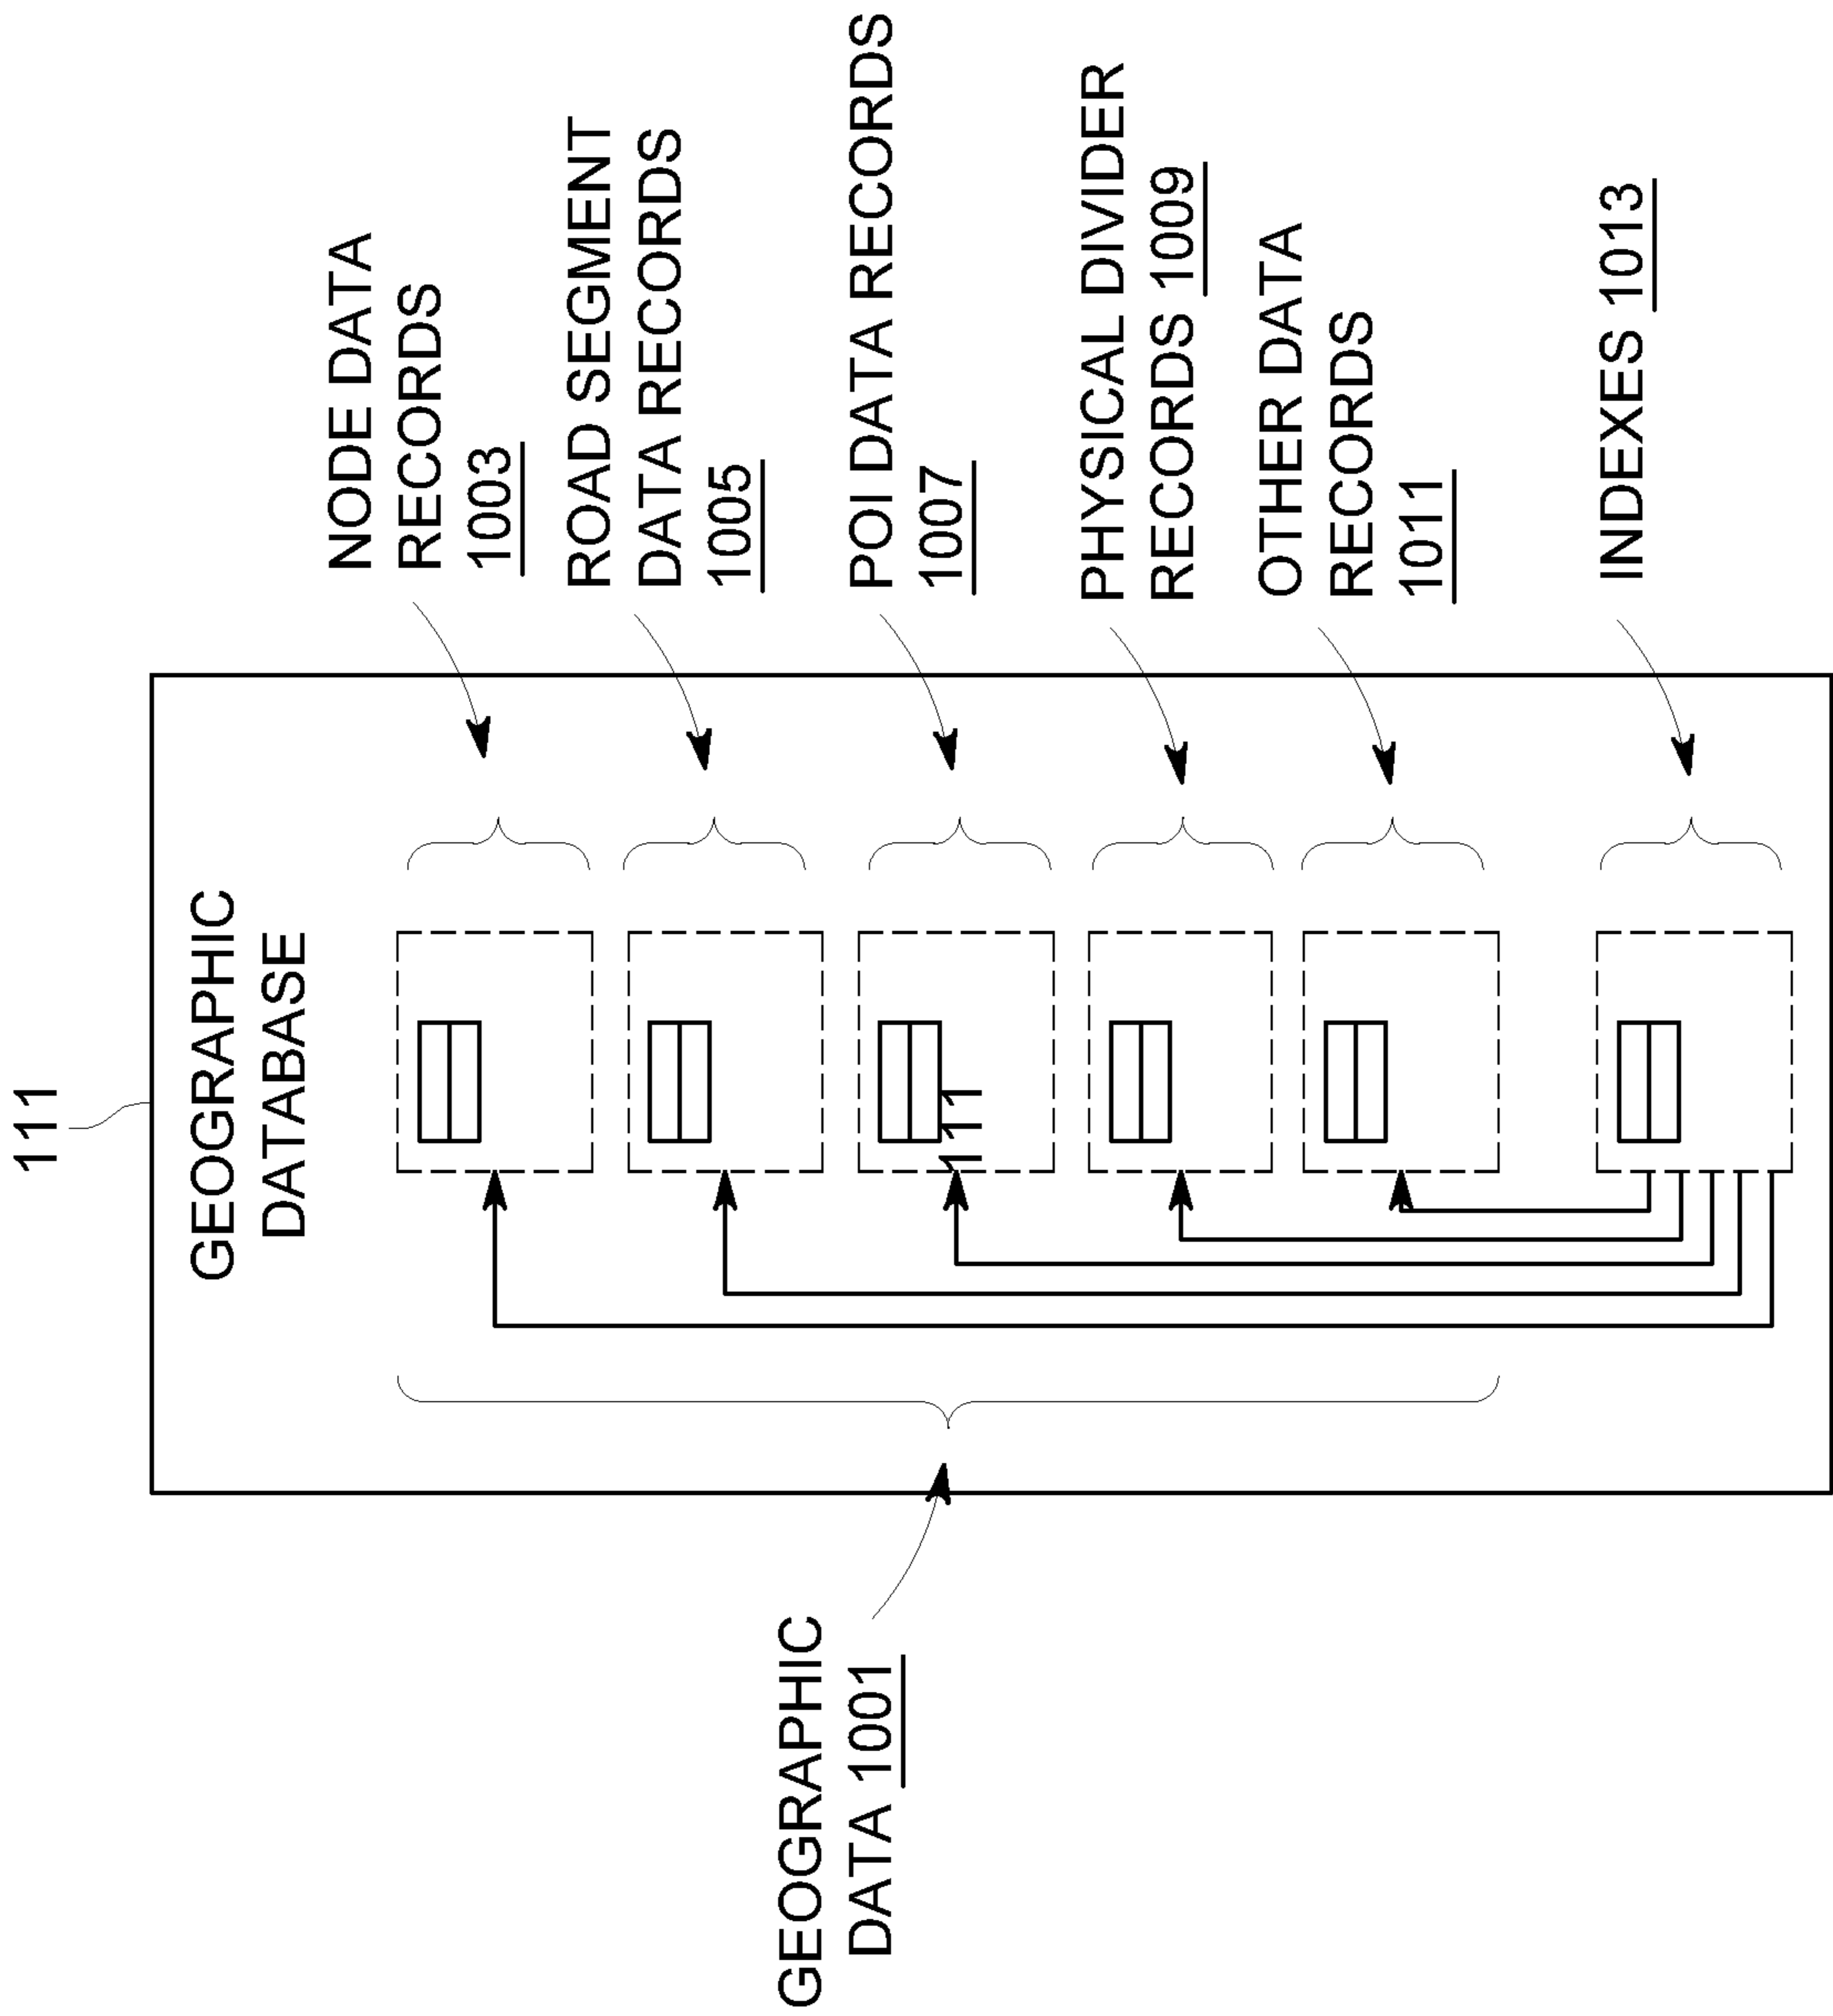 111
GEOGRAPHIC
DATABASE
NODE DATA
RECORDS
1003
ROAD SEGMENT
DATA RECORDS
1005
POI DATA RECORDS
1007
PHYSICAL DIVIDER
RECORDS 1009
OTHER DATA
RECORDS
1011
INDEXES 1013
111
GEOGRAPHIC
DATA 1001